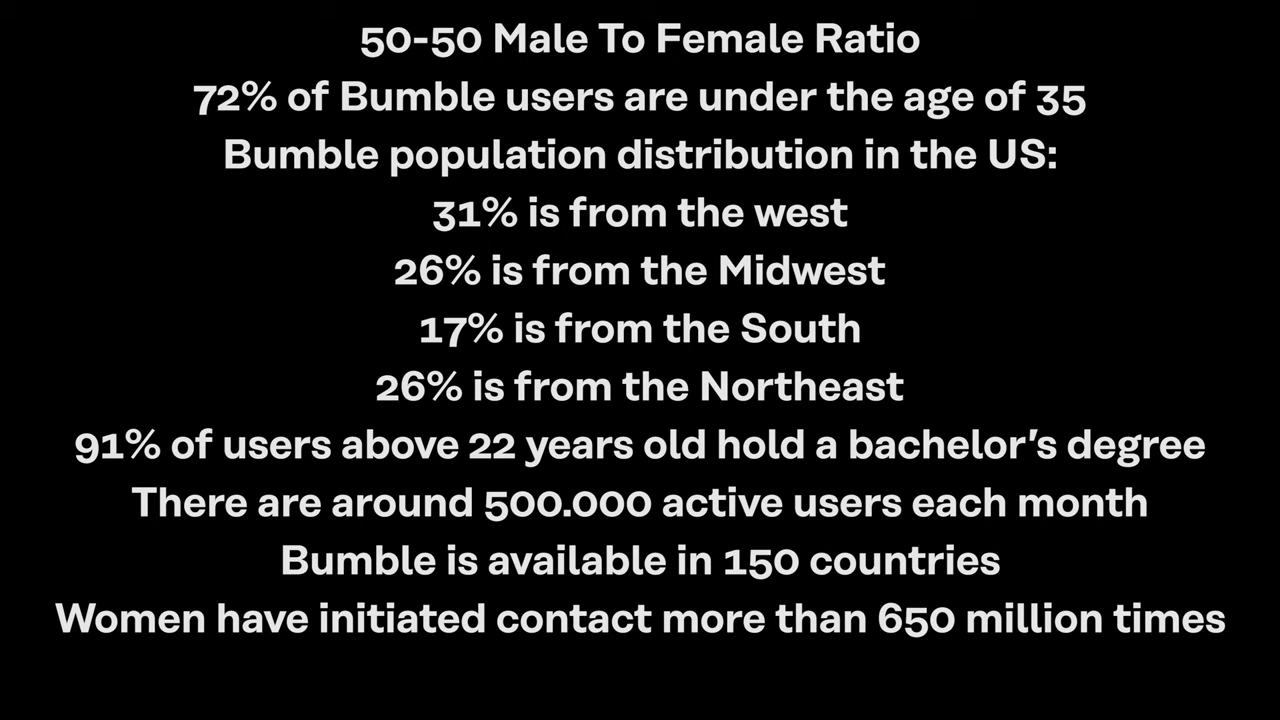 50-50 Male To Female Ratio
72% of Bumble users are under the age of 35
Bumble population distribution in the US:
31% is from the west
26% is from the Midwest
17% is from the South
26% is from the Northeast
91% of users above 22 years old hold a bachelor’s degree
There are around 500.000 active users each month
Bumble is available in 150 countries
Women have initiated contact more than 650 million times